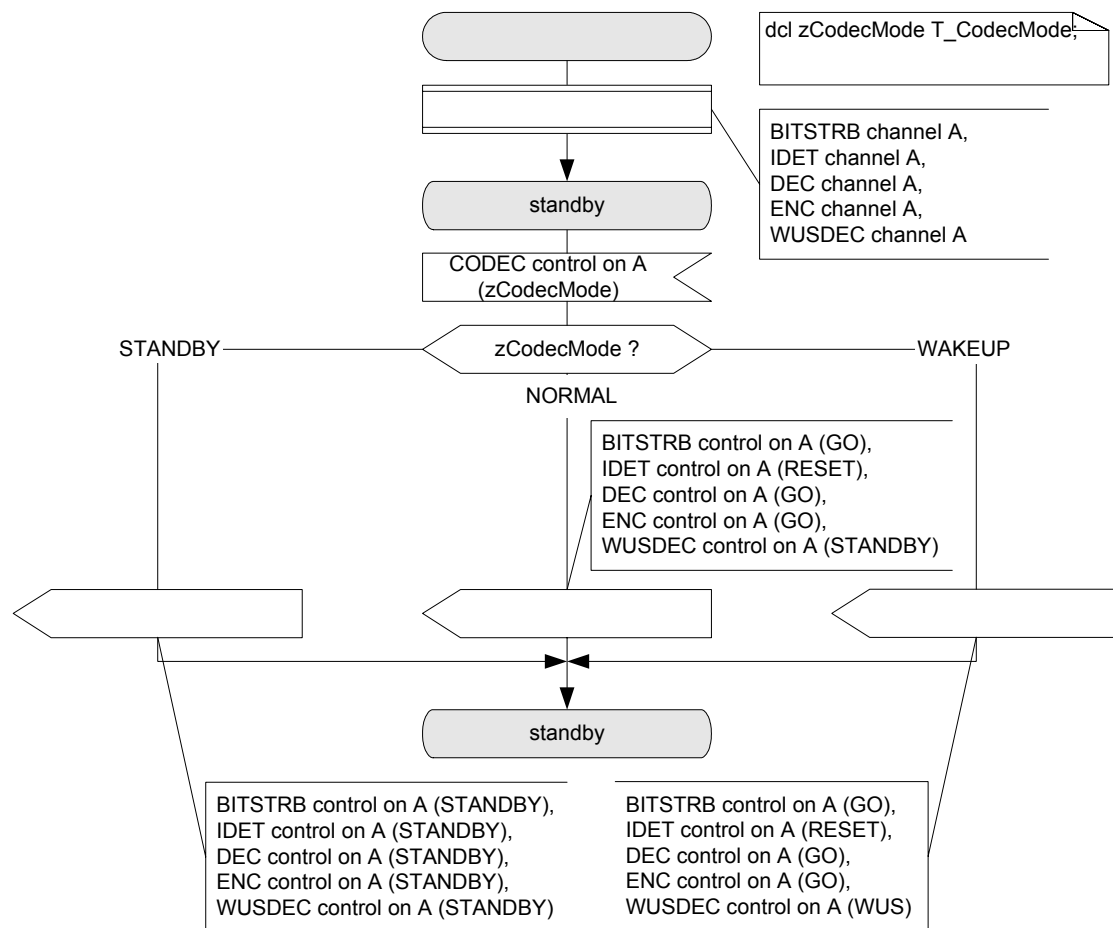 dcl zCodecMode T_CodecMode;
BITSTRB channel A,
IDET channel A,
DEC channel A,
ENC channel A,
WUSDEC channel A
standby
CODEC control on A
(zCodecMode)
STANDBY
zCodecMode ?
WAKEUP
NORMAL
BITSTRB control on A (GO),
IDET control on A (RESET),
DEC control on A (GO),
ENC control on A (GO),
WUSDEC control on A (STANDBY)
standby
BITSTRB control on A (STANDBY),
IDET control on A (STANDBY),
DEC control on A (STANDBY),
ENC control on A (STANDBY),
WUSDEC control on A (STANDBY)
BITSTRB control on A (GO),
IDET control on A (RESET),
DEC control on A (GO),
ENC control on A (GO),
WUSDEC control on A (WUS)